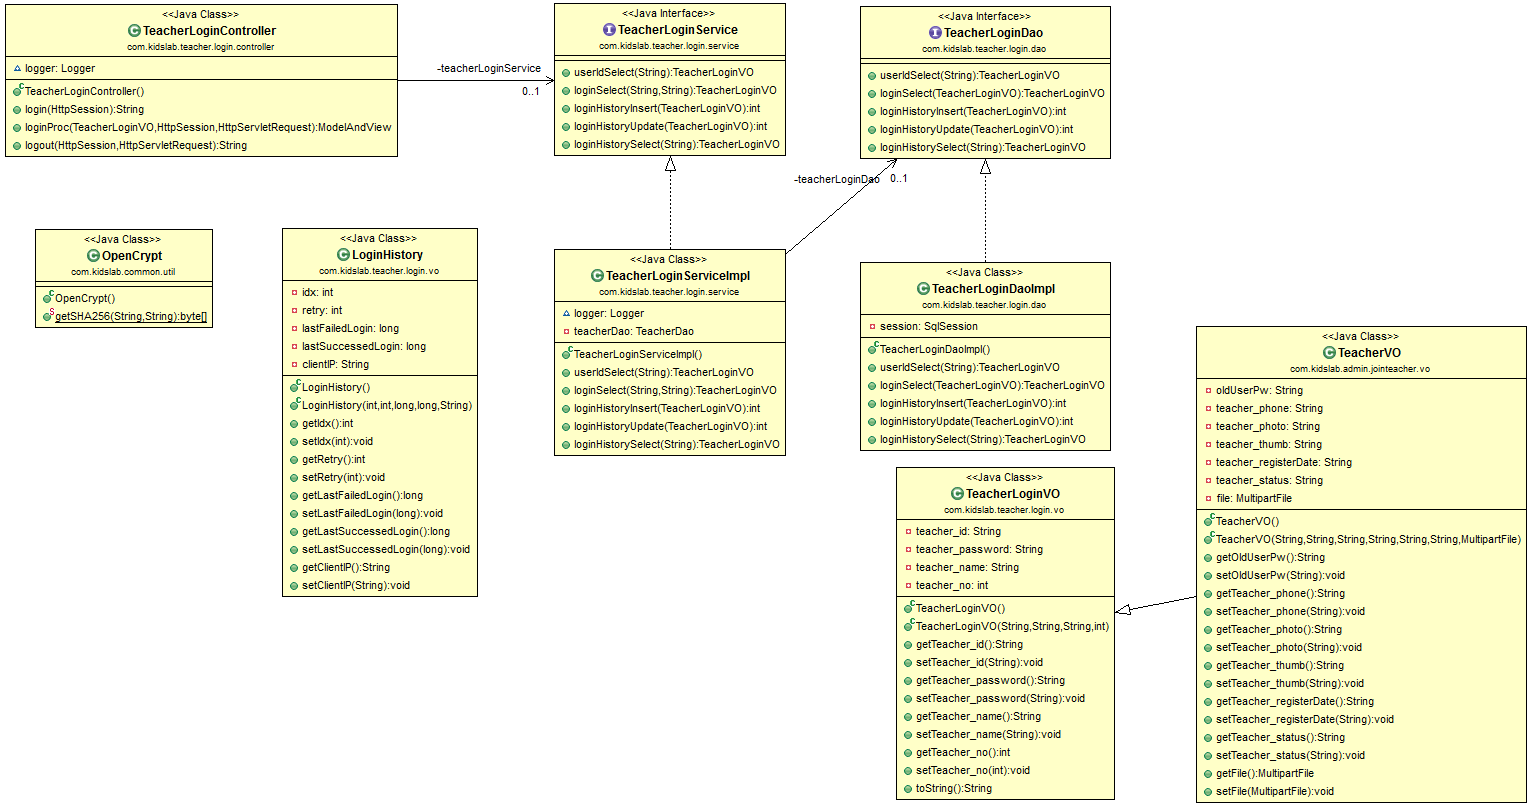 <<Java Class>>
TeacherLoginController
com.kidslab.teacher.login.controller
logger: Logger
TeacherLoginController()
login(HttpSession):String
loginProc(TeacherLoginVO,HttpSession,HttpServletRequest):ModelAndView
logout(HttpSession,HttpServletRequest):String
-teacherLoginService
0..1
<<Java Interface>>
TeacherLoginService
com.kidslab.teacher.login.service
userIdSelect(String):TeacherLoginVO
loginSelect(String,String):TeacherLoginVO
loginHistoryInsert(TeacherLoginVO):int
loginHistoryUpdate(TeacherLoginVO):int
loginHistorySelect(String):TeacherLoginVO
<<Java Interface>>
TeacherLoginDao
com.kidslab.teacher.login.dao
userIdSelect(String):TeacherLoginVO
loginSelect(TeacherLoginVO):TeacherLoginVO
loginHistoryInsert(TeacherLoginVO):int
loginHistoryUpdate(TeacherLoginVO):int
loginHistorySelect(String):TeacherLoginVO
-teacherLoginDao
0..1
<<Java Class>>
OpenCrypt
com.kidslab.common.util
OpenCrypt()
getSHA256(String,String):byte[]
<<Java Class>>
LoginHistory
com.kidslab.teacher.login.vo
idx: int
retry: int
lastFailedLogin: long
lastSuccessedLogin: long
clientIP: String
LoginHistory()
LoginHistory(int,int,long,long,String)
getIdx():int
setIdx(int):void
getRetry():int
setRetry(int):void
getLastFailedLogin():long
setLastFailedLogin(long):void
getLastSuccessedLogin():long
setLastSuccessedLogin(long):void
getClientIP():String
setClientIP(String):void
<<Java Class>>
TeacherLoginServiceImpl
com.kidslab.teacher.login.service
logger: Logger
teacherDao: TeacherDao
TeacherLoginServiceImpl()
userIdSelect(String):TeacherLoginVO
loginSelect(String,String):TeacherLoginVO
loginHistoryInsert(TeacherLoginVO):int
loginHistoryUpdate(TeacherLoginVO):int
loginHistorySelect(String):TeacherLoginVO
<<Java Class>>
TeacherLoginDaoImpl
com.kidslab.teacher.login.dao
session: SqlSession
TeacherLoginDaoImpl()
userIdSelect(String):TeacherLoginVO
loginSelect(TeacherLoginVO):TeacherLoginVO
loginHistoryInsert(TeacherLoginVO):int
loginHistoryUpdate(TeacherLoginVO):int
loginHistorySelect(String):TeacherLoginVO
<<Java Class>>
TeacherLoginVO
com.kidslab.teacher.login.vo
teacher_id: String
teacher_password: String
teacher_name: String
teacher_no: int
TeacherLoginVO()
TeacherLoginVO(String,String,String,int)
getTeacher_id():String
setTeacher_id(String):void
getTeacher_password():String
setTeacher_password(String):void
getTeacher_name():String
setTeacher_name(String):void
getTeacher_no():int
setTeacher_no(int):void
toString():String
<<Java Class>>
TeacherVO
com.kidslab.admin.jointeacher.vo
oldUserPw: String
teacher_phone: String
teacher_photo: String
teacher_thumb: String
teacher_registerDate: String
teacher_status: String
file: MultipartFile
TeacherVO()
TeacherVO(String,String,String,String,String,String,MultipartFile)
getOldUserPw():String
setOldUserPw(String):void
getTeacher_phone():String
setTeacher_phone(String):void
getTeacher_photo():String
setTeacher_photo(String):void
getTeacher_thumb():String
setTeacher_thumb(String):void
getTeacher_registerDate():String
setTeacher_registerDate(String):void
getTeacher_status():String
setTeacher_status(String):void
getFile():MultipartFile
setFile(MultipartFile):void